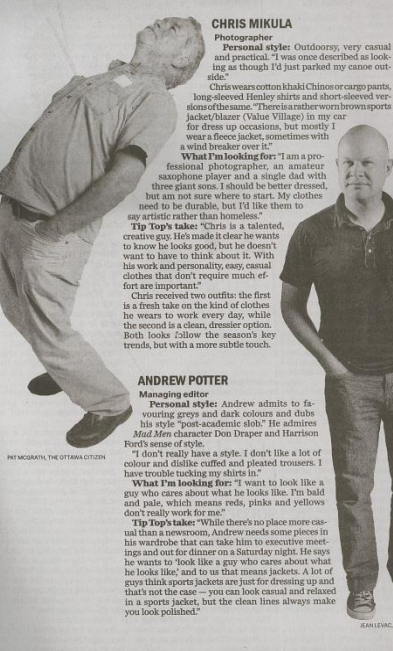 CHRIS MIKULA
Photographer
Personal style: Outdoorsy, very casual
and practical. "I was once described as look-
ing as though I'd just parked my canoe out-
side."
Chris wears cotton khaki Chinos or cargo pants,
long-sleeved Henley shirts and short-sleeved ver-
sions of the same. "There is a rather worn brown sports
jacket/blazer (Value Village) in my car
for dress up occasions, but mostly I
wear a fleece jacket, sometimes with
a wind breaker over it."
What I'm looking for: "I am a pro-
fessional photographer, an amateur
saxophone player and a single dad with
three giant sons. I should be better dressed,
but am not sure where to start. My clothes
need to be durable, but I'd like them to
say artistic rather than homeless."
Tip Top's take: "Chris is a talented,
creative guy. He's made it clear he wants
to know he looks good, but he doesn't
want to have to think about it. With
his work and personality, easy, casual
clothes that don't require much ef-
fort are important."
Chris received two outfits: the first
is a fresh take on the kind of clothes
he wears to work every day, while
the second is a clean, dressier option.
Both looks follow the season's key
trends, but with a more subtle touch.
ANDREW POTTER
Managing editor
Personal style: Andrew admits to fa-
vouring greys and dark colours and dubs
his style "post-academic slob." He admires
Mad Men character Don Draper and Harrison
Ford's sense of style.
"I don't really have a style. I don't like a lot of
colour and dislike cuffed and pleated trousers. I
have trouble tucking my shirts in."
What I'm looking for: "I want to look like a
guy who cares about what he looks like. I'm bald
and pale, which means reds, pinks and yellows
don't really work for me."
Tip Top's take: "While there's no place more cas-
ual than a newsroom, Andrew needs some pieces in
his wardrobe that can take him to executive meet-
ings and out for dinner on a Saturday night. He says
he wants to 'look like a guy who cares about what
he looks like,' and to us that means jackets. A lot of
guys think sports jackets are just for dressing up and
that's not the case — you can look casual and relaxed
in a sports jacket, but the clean lines always make
you look polished."
PAT MCGRATH, THE OTTAWA CITIZEN
JEAN LEVAC,